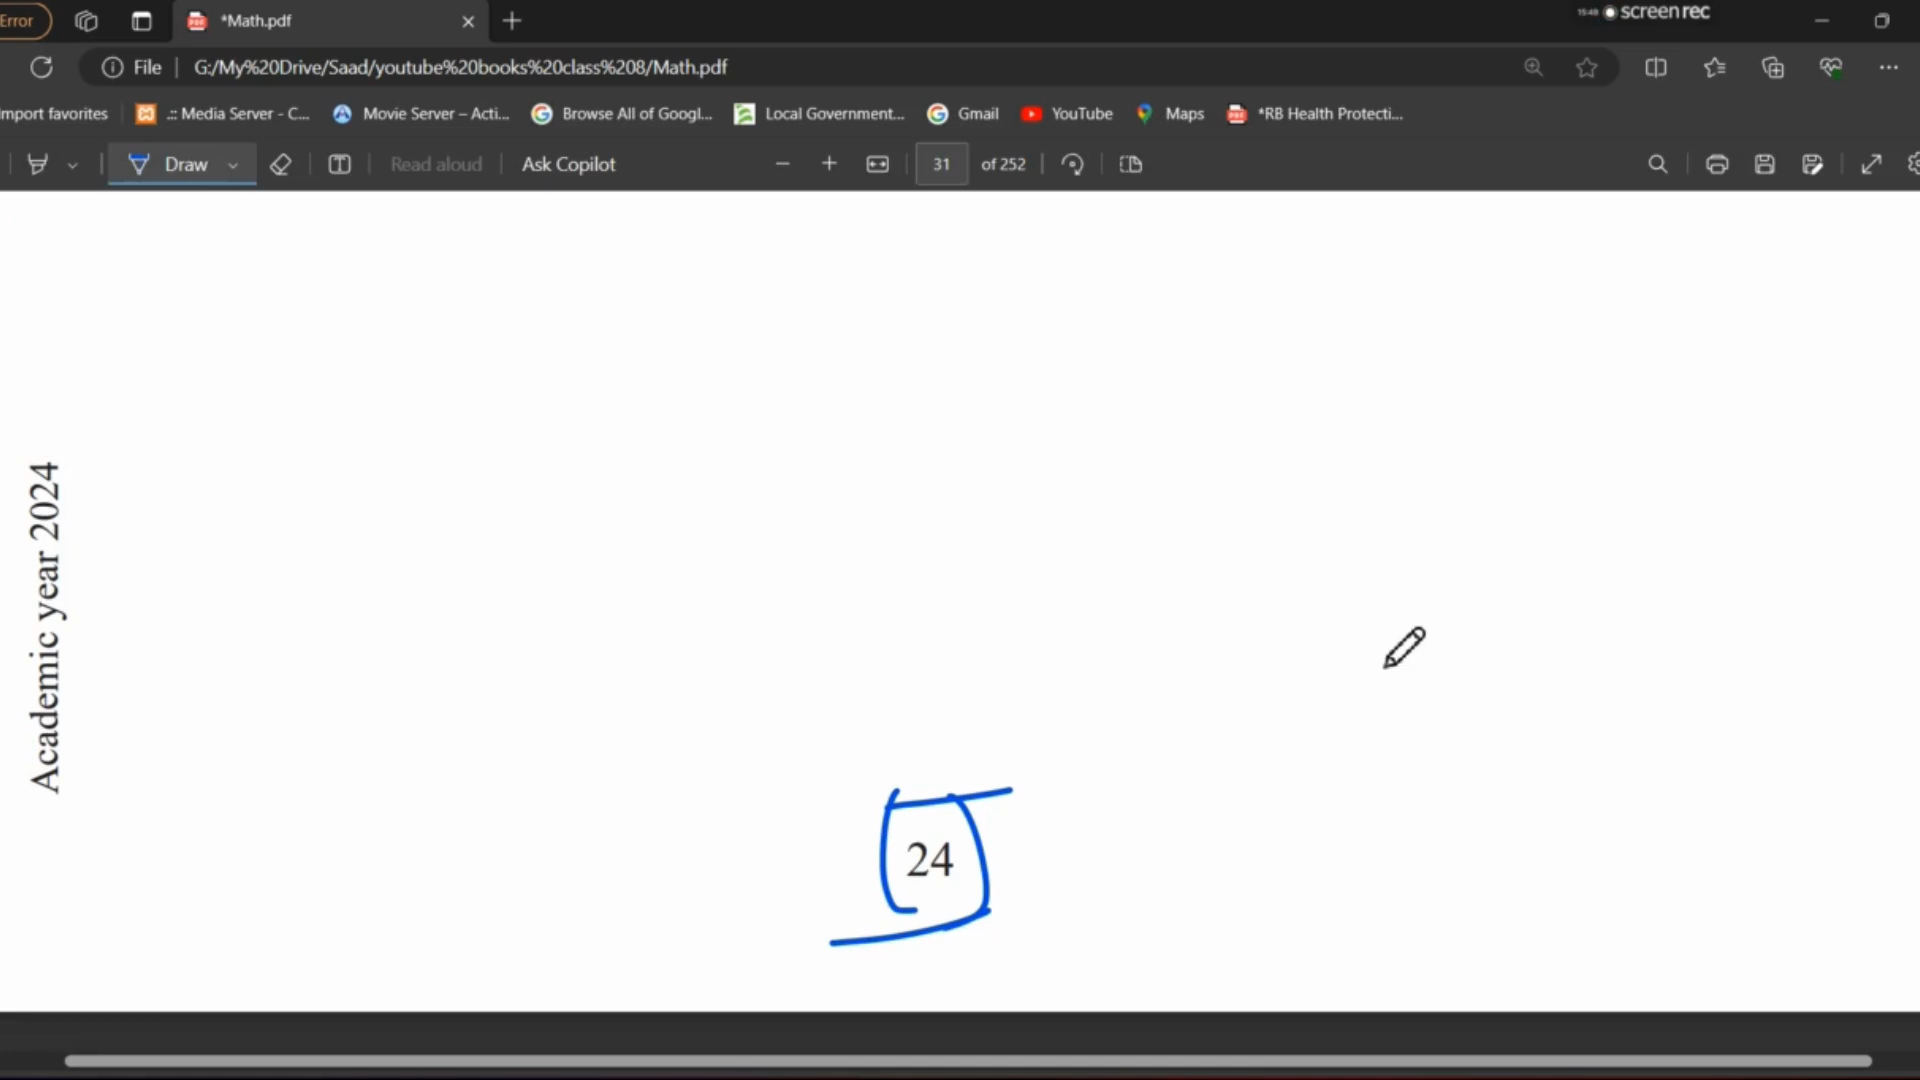 Error
*Math.pdf
15:48 screenrec
File G:/My%20Drive/Saad/youtube%20books%20class%208/Math.pdf
mport favorites .:: Media Server - C... Movie Server – Acti... Browse All of Googl... Local Government... Gmail YouTube Maps *RB Health Protecti...
Draw Read aloud Ask Copilot 31 of 252
Academic year 2024
24